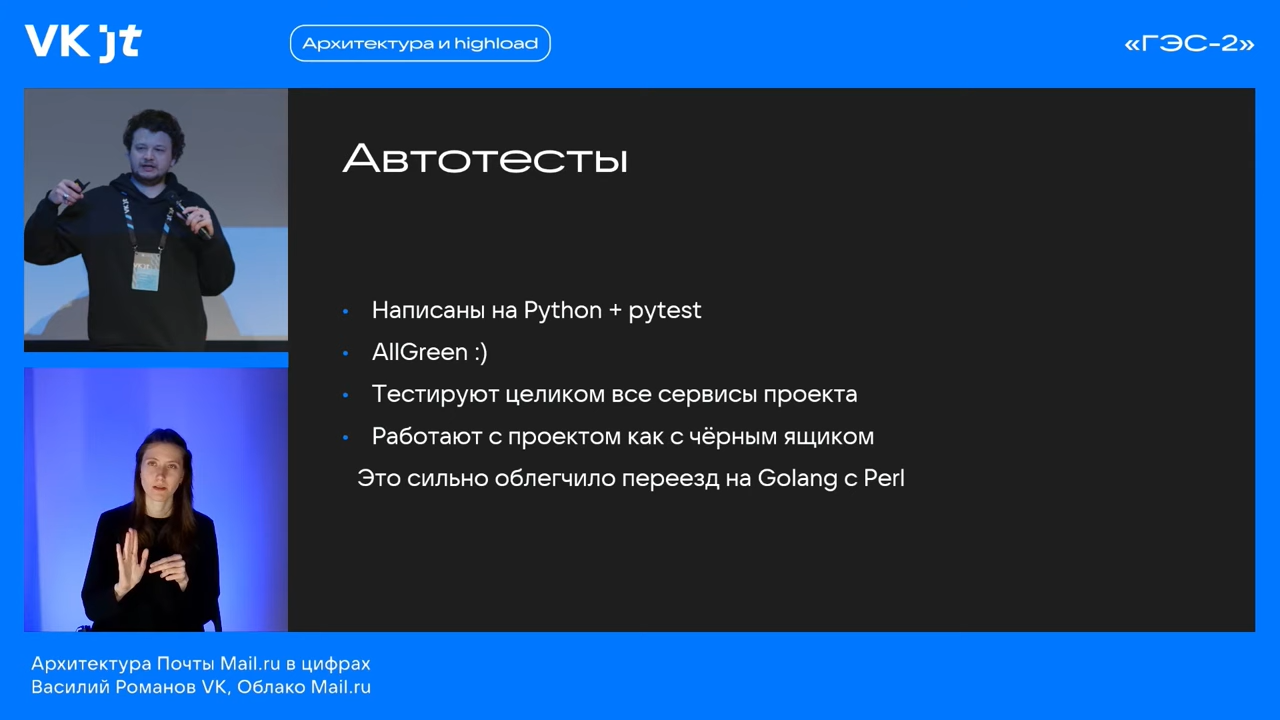 VK jt
Архитектура и highload
«ГЭС-2»
Автотесты
Написаны на Python + pytest
AllGreen :)
Тестируют целиком все сервисы проекта
Работают с проектом как с чёрным ящиком
Это сильно облегчило переезд на Golang с Perl
Архитектура Почты Mail.ru в цифрах
Василий Романов VK, Облако Mail.ru